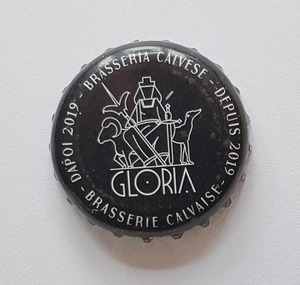 DAPOI 2019 - BRASSERIA CALVESE - DEPUIS 2019
GLORIA
- BRASSERIE CALVAISE -